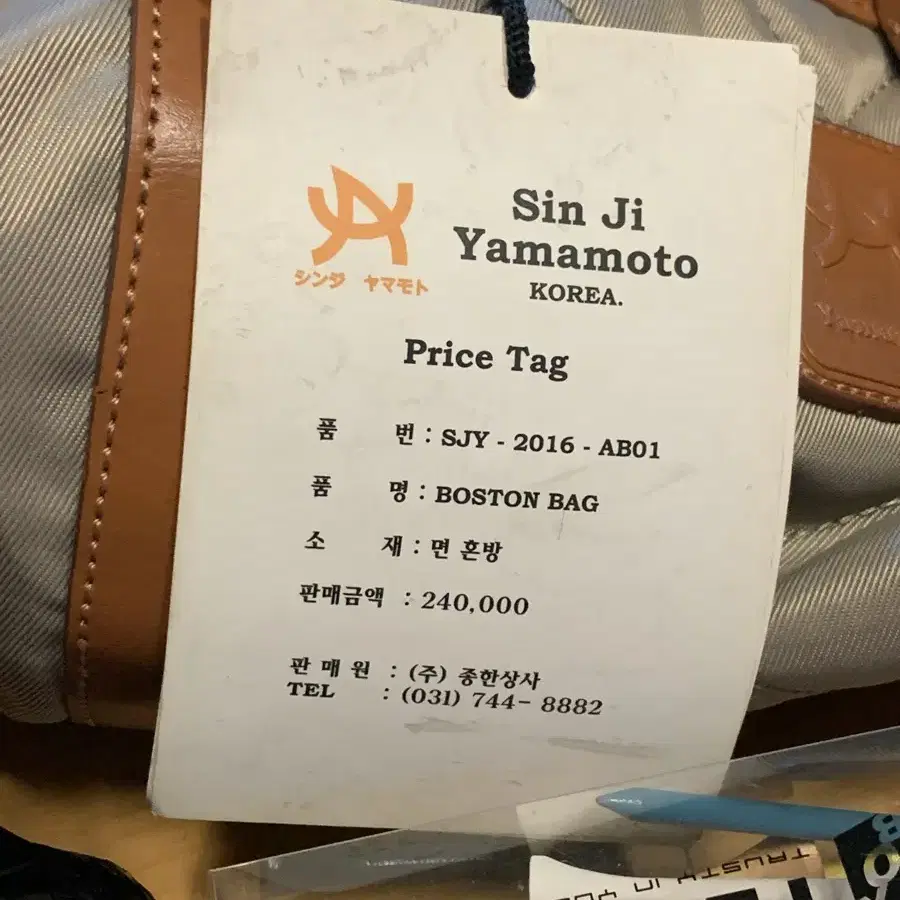 シンジ ヤマモト
Sin Ji
Yamamoto
KOREA.
Price Tag
품 번 : SJY - 2016 - AB01
품 명 : BOSTON BAG
소 재 : 면 혼방
판매금액 : 240,000
판 매 원 : (주) 종한상사
TEL : (031) 744- 8882
TRUSTY IN